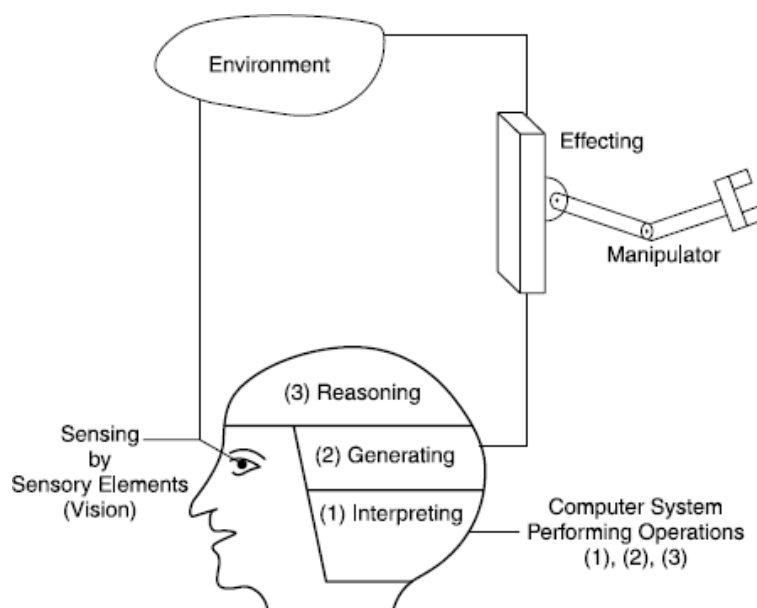 Environment
Effecting
Manipulator
(3) Reasoning
Sensing
by
Sensory Elements
(Vision)
(2) Generating
(1) Interpreting
Computer System
Performing Operations
(1), (2), (3)